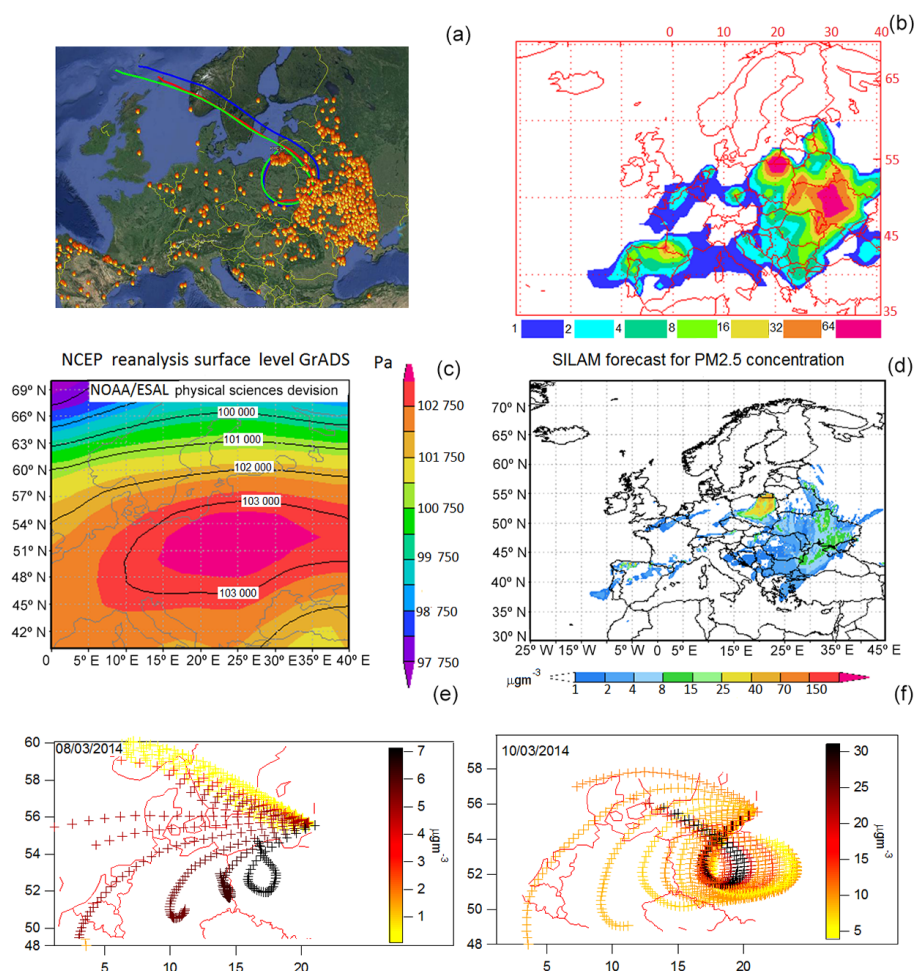 (a)
(b)
0 10 20 30 40
65
55
45
35
1 2 4 8 16 32 64
NCEP reanalysis surface level GrADS
Pa
(c)
NOAA/ESAL physical sciences devision
69º N
66º N
63º N
60º N
57º N
54º N
51º N
48º N
45º N
42º N
100 000
101 000
102 000
103 000
103 000
0 5º E 10º E 15º E 20º E 25º E 30º E 35º E 40º E
102 750
101 750
100 750
99 750
98 750
97 750
SILAM forecast for PM2.5 concentration
(d)
70º N
65º N
60º N
55º N
50º N
45º N
40º N
35º N
30º N
25º W 15º W 5º W 0 5º E 15º E 25º E 35º E 45º E
µgm⁻³
1 2 4 8 15 25 40 70 150
(e)
08/03/2014
60
58
56
54
52
50
48
5 10 15 20
7
6
5
4
3
2
1
µgm⁻³
(f)
10/03/2014
60
58
56
54
52
50
48
5 10 15 20
30
25
20
15
10
5
µgm⁻³